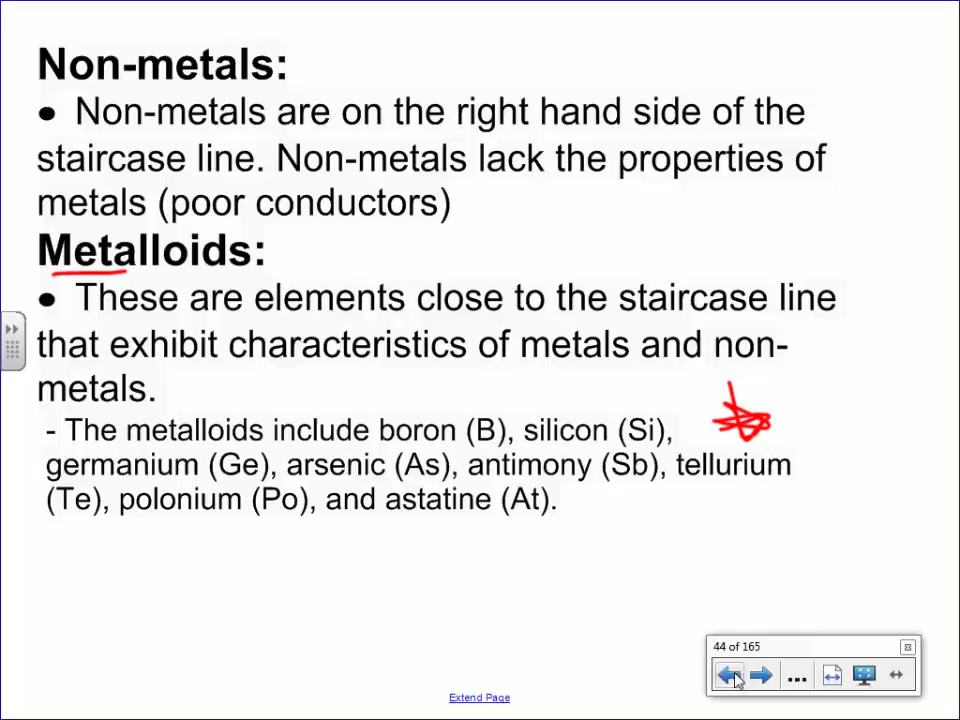 Non-metals:
• Non-metals are on the right hand side of the
staircase line. Non-metals lack the properties of
metals (poor conductors)
Metalloids:
• These are elements close to the staircase line
that exhibit characteristics of metals and non-
metals.
- The metalloids include boron (B), silicon (Si),
germanium (Ge), arsenic (As), antimony (Sb), tellurium
(Te), polonium (Po), and astatine (At).
44 of 165
...
Extend Page